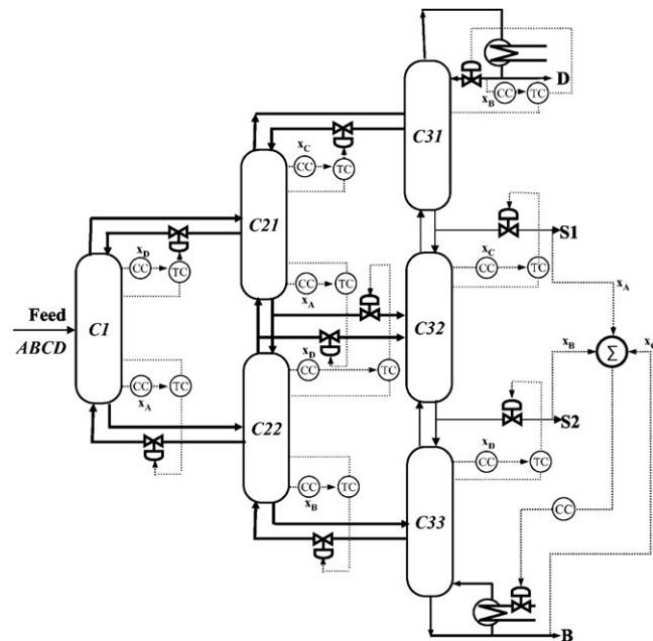 D
x_B
CC
TC
C31
x_C
CC
TC
C21
S1
x_D
CC
TC
x_C
CC
TC
x_A
CC
TC
C32
x_A
Feed
ABCD
C1
x_D
CC
TC
x_B
Σ
x_A
CC
TC
C22
S2
x_D
CC
TC
x_B
CC
TC
C33
CC
B